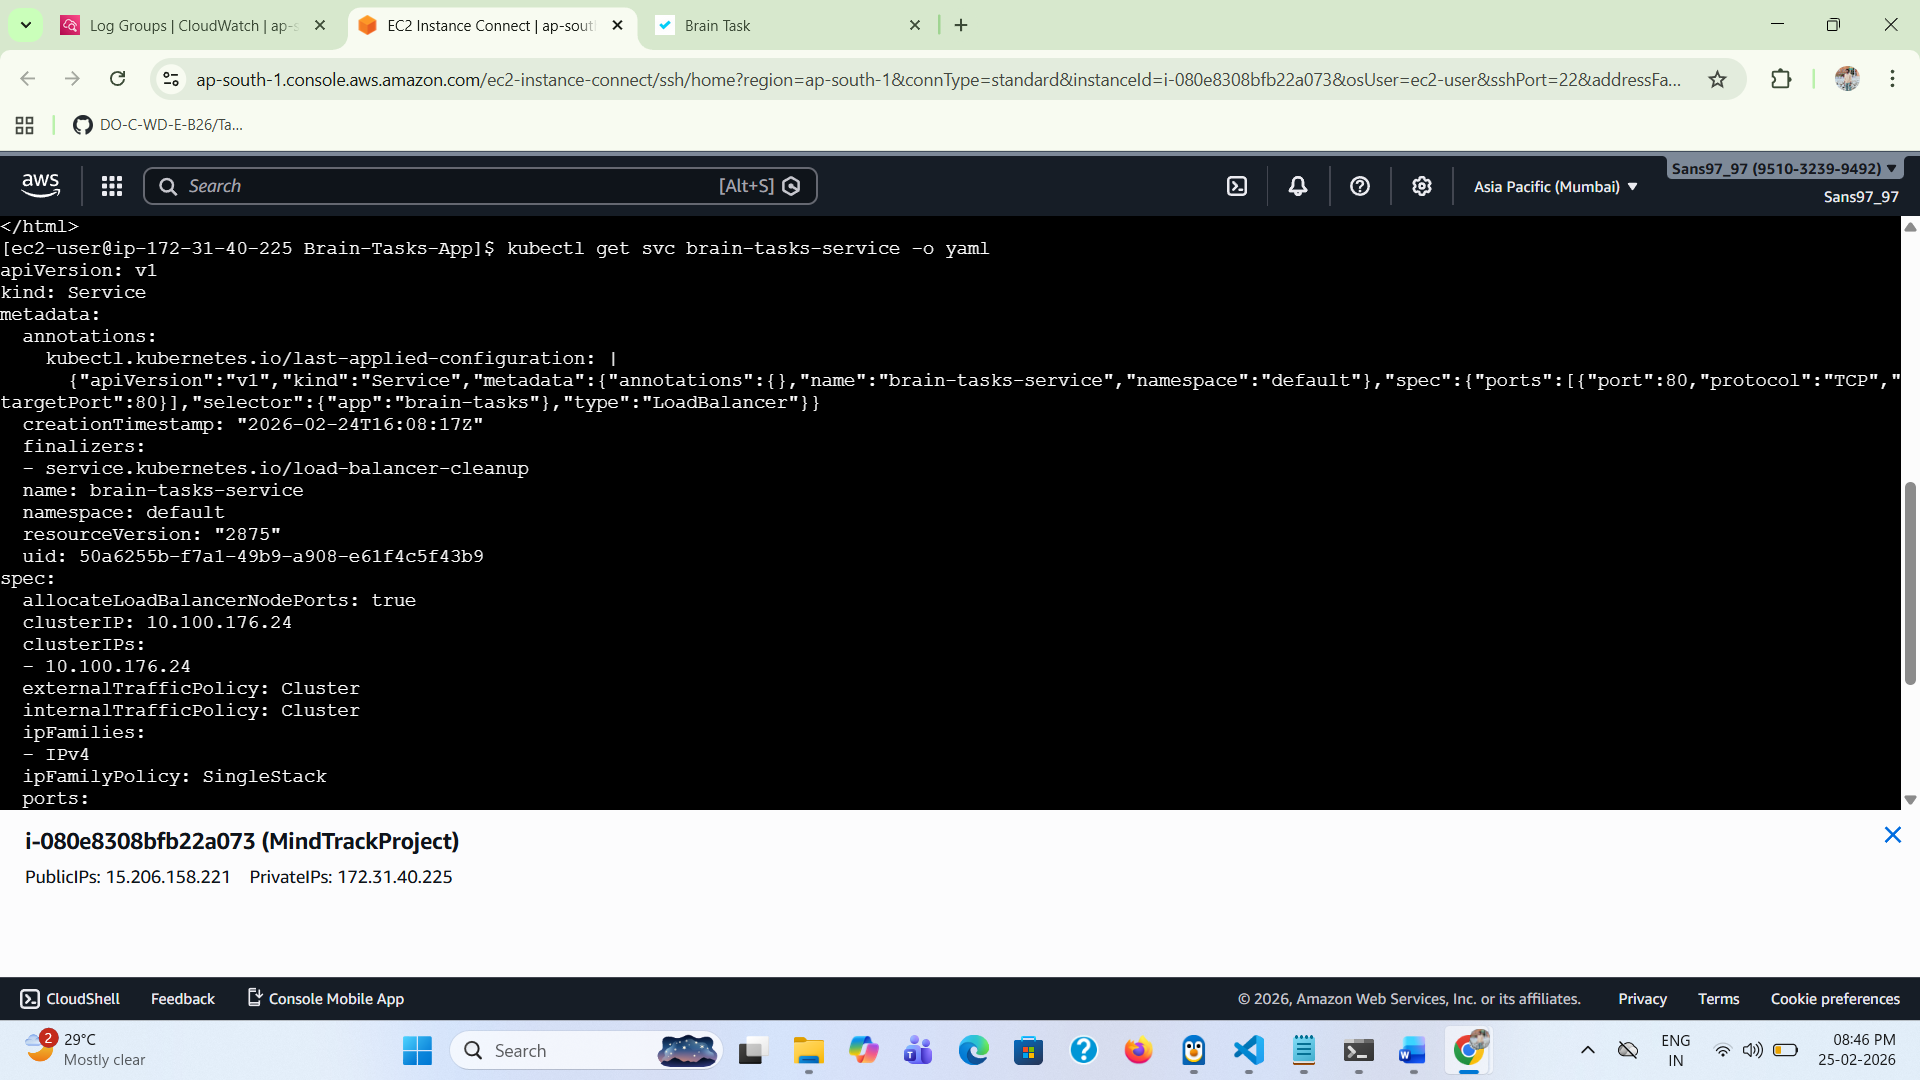 Log Groups | CloudWatch | ap-s
EC2 Instance Connect | ap-sout
Brain Task
ap-south-1.console.aws.amazon.com/ec2-instance-connect/ssh/home?region=ap-south-1&connType=standard&instanceId=i-080e8308bfb22a073&osUser=ec2-user&sshPort=22&addressFa...
DO-C-WD-E-B26/Ta...
aws
Search
[Alt+S]
Asia Pacific (Mumbai)
Sans97_97 (9510-3239-9492)
Sans97_97
</html>
[ec2-user@ip-172-31-40-225 Brain-Tasks-App]$ kubectl get svc brain-tasks-service -o yaml
apiVersion: v1
kind: Service
metadata:
  annotations:
    kubectl.kubernetes.io/last-applied-configuration: |
      {"apiVersion":"v1","kind":"Service","metadata":{"annotations":{},"name":"brain-tasks-service","namespace":"default"},"spec":{"ports":[{"port":80,"protocol":"TCP","
targetPort":80}],"selector":{"app":"brain-tasks"},"type":"LoadBalancer"}}
  creationTimestamp: "2026-02-24T16:08:17Z"
  finalizers:
  - service.kubernetes.io/load-balancer-cleanup
  name: brain-tasks-service
  namespace: default
  resourceVersion: "2875"
  uid: 50a6255b-f7a1-49b9-a908-e61f4c5f43b9
spec:
  allocateLoadBalancerNodePorts: true
  clusterIP: 10.100.176.24
  clusterIPs:
  - 10.100.176.24
  externalTrafficPolicy: Cluster
  internalTrafficPolicy: Cluster
  ipFamilies:
  - IPv4
  ipFamilyPolicy: SingleStack
  ports:
i-080e8308bfb22a073 (MindTrackProject)
PublicIPs: 15.206.158.221 PrivateIPs: 172.31.40.225
CloudShell
Feedback
Console Mobile App
© 2026, Amazon Web Services, Inc. or its affiliates.
Privacy
Terms
Cookie preferences
2
29°C
Mostly clear
Search
ENG
IN
08:46 PM
25-02-2026